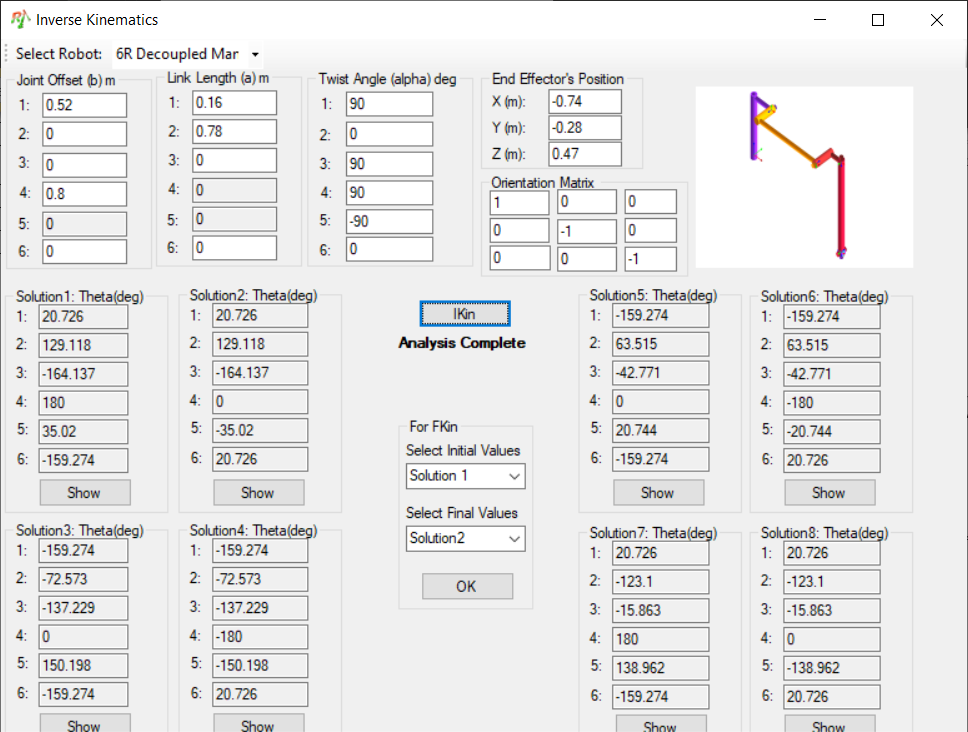 Inverse Kinematics
Select Robot: 6R Decoupled Mar
Joint Offset (b) m
1: 0.52
2: 0
3: 0
4: 0.8
5: 0
6: 0
Link Length (a) m
1: 0.16
2: 0.78
3: 0
4: 0
5: 0
6: 0
Twist Angle (alpha) deg
1: 90
2: 0
3: 90
4: 90
5: -90
6: 0
End Effector's Position
X (m): -0.74
Y (m): -0.28
Z (m): 0.47
Orientation Matrix
1 0 0
0 -1 0
0 0 -1
Solution1: Theta(deg)
1: 20.726
2: 129.118
3: -164.137
4: 180
5: 35.02
6: -159.274
Show
Solution2: Theta(deg)
1: 20.726
2: 129.118
3: -164.137
4: 0
5: -35.02
6: 20.726
Show
IKin
Analysis Complete
For FKin
Select Initial Values
Solution 1
Select Final Values
Solution2
OK
Solution5: Theta(deg)
1: -159.274
2: 63.515
3: -42.771
4: 0
5: 20.744
6: -159.274
Show
Solution6: Theta(deg)
1: -159.274
2: 63.515
3: -42.771
4: -180
5: -20.744
6: 20.726
Show
Solution3: Theta(deg)
1: -159.274
2: -72.573
3: -137.229
4: 0
5: 150.198
6: -159.274
Show
Solution4: Theta(deg)
1: -159.274
2: -72.573
3: -137.229
4: -180
5: -150.198
6: 20.726
Show
Solution7: Theta(deg)
1: 20.726
2: -123.1
3: -15.863
4: 180
5: 138.962
6: -159.274
Show
Solution8: Theta(deg)
1: 20.726
2: -123.1
3: -15.863
4: 0
5: -138.962
6: 20.726
Show